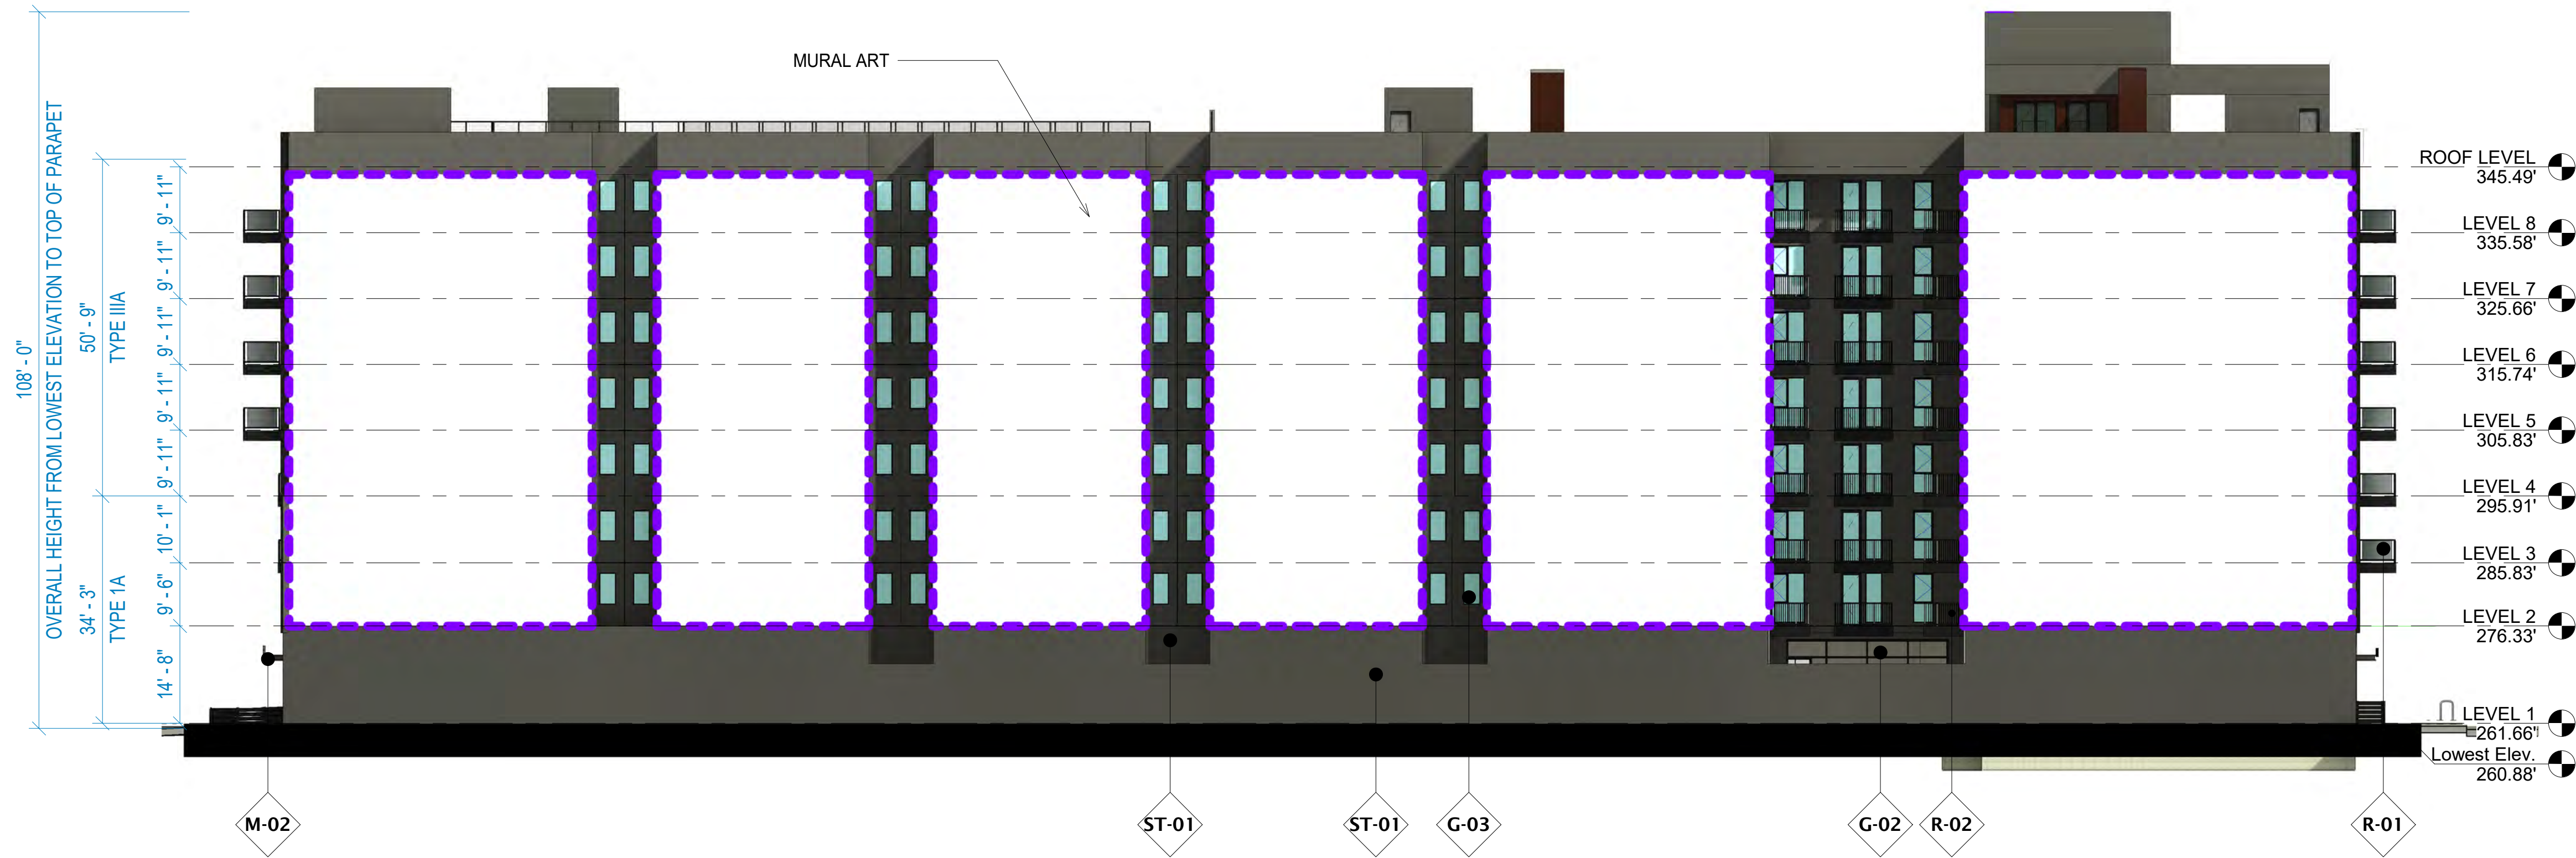 MURAL ART
108' - 0"
OVERALL HEIGHT FROM LOWEST ELEVATION TO TOP OF PARAPET
50' - 9"
TYPE IIIA
34' - 3"
TYPE 1A
9' - 11"
9' - 11"
9' - 11"
9' - 11"
9' - 11"
10' - 1"
9' - 6"
14' - 8"
ROOF LEVEL
345.49'
LEVEL 8
335.58'
LEVEL 7
325.66'
LEVEL 6
315.74'
LEVEL 5
305.83'
LEVEL 4
295.91'
LEVEL 3
285.83'
LEVEL 2
276.33'
LEVEL 1
261.66'
Lowest Elev.
260.88'
M-02
ST-01
ST-01
G-03
G-02
R-02
R-01